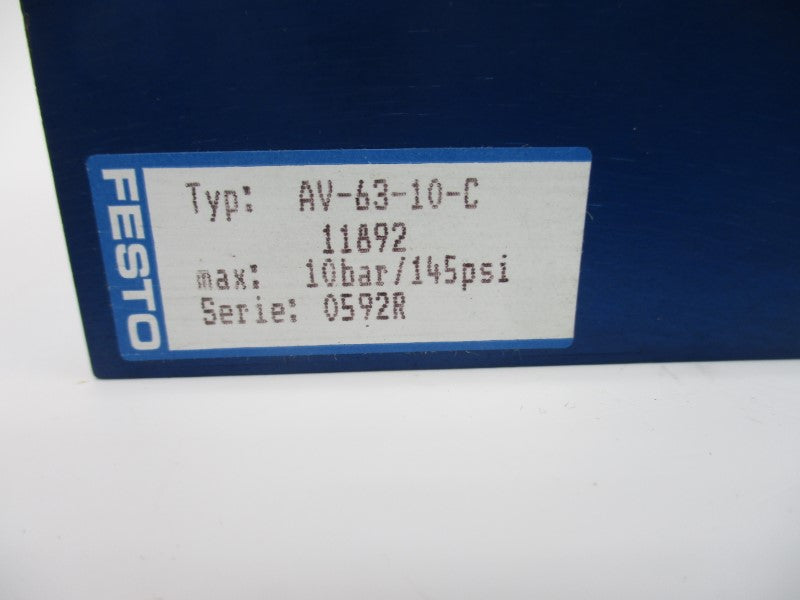 FESTO
Typ: AV-63-10-C
11892
max: 10bar/145psi
Serie: 0592R